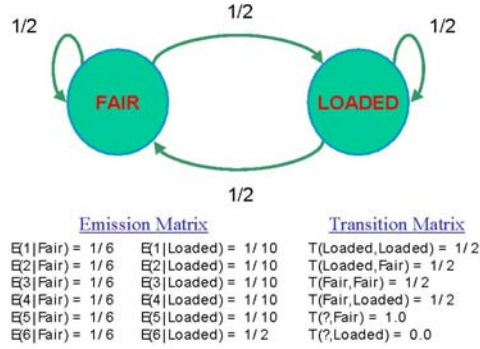 1/2
1/2
1/2
FAIR
LOADED
1/2
Emission Matrix
Transition Matrix
E(1|Fair) = 1/6 E(1|Loaded) = 1/10 T(Loaded,Loaded) = 1/2
E(2|Fair) = 1/6 E(2|Loaded) = 1/10 T(Loaded,Fair) = 1/2
E(3|Fair) = 1/6 E(3|Loaded) = 1/10 T(Fair,Fair) = 1/2
E(4|Fair) = 1/6 E(4|Loaded) = 1/10 T(Fair,Loaded) = 1/2
E(5|Fair) = 1/6 E(5|Loaded) = 1/10 T(?,Fair) = 1.0
E(6|Fair) = 1/6 E(6|Loaded) = 1/2 T(?,Loaded) = 0.0